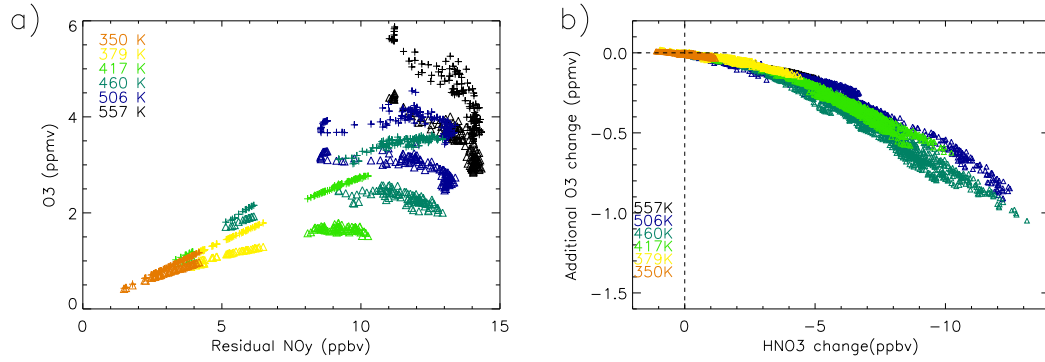 a)
6
4
2
0
O3 (ppmv)
350 K
379 K
417 K
460 K
506 K
557 K
0
5
10
15
Residual NOy (ppbv)
b)
0.0
−0.5
−1.0
−1.5
Additional O3 change (ppmv)
557K
506K
460K
417K
379K
350K
0
−5
−10
HNO3 change(ppbv)